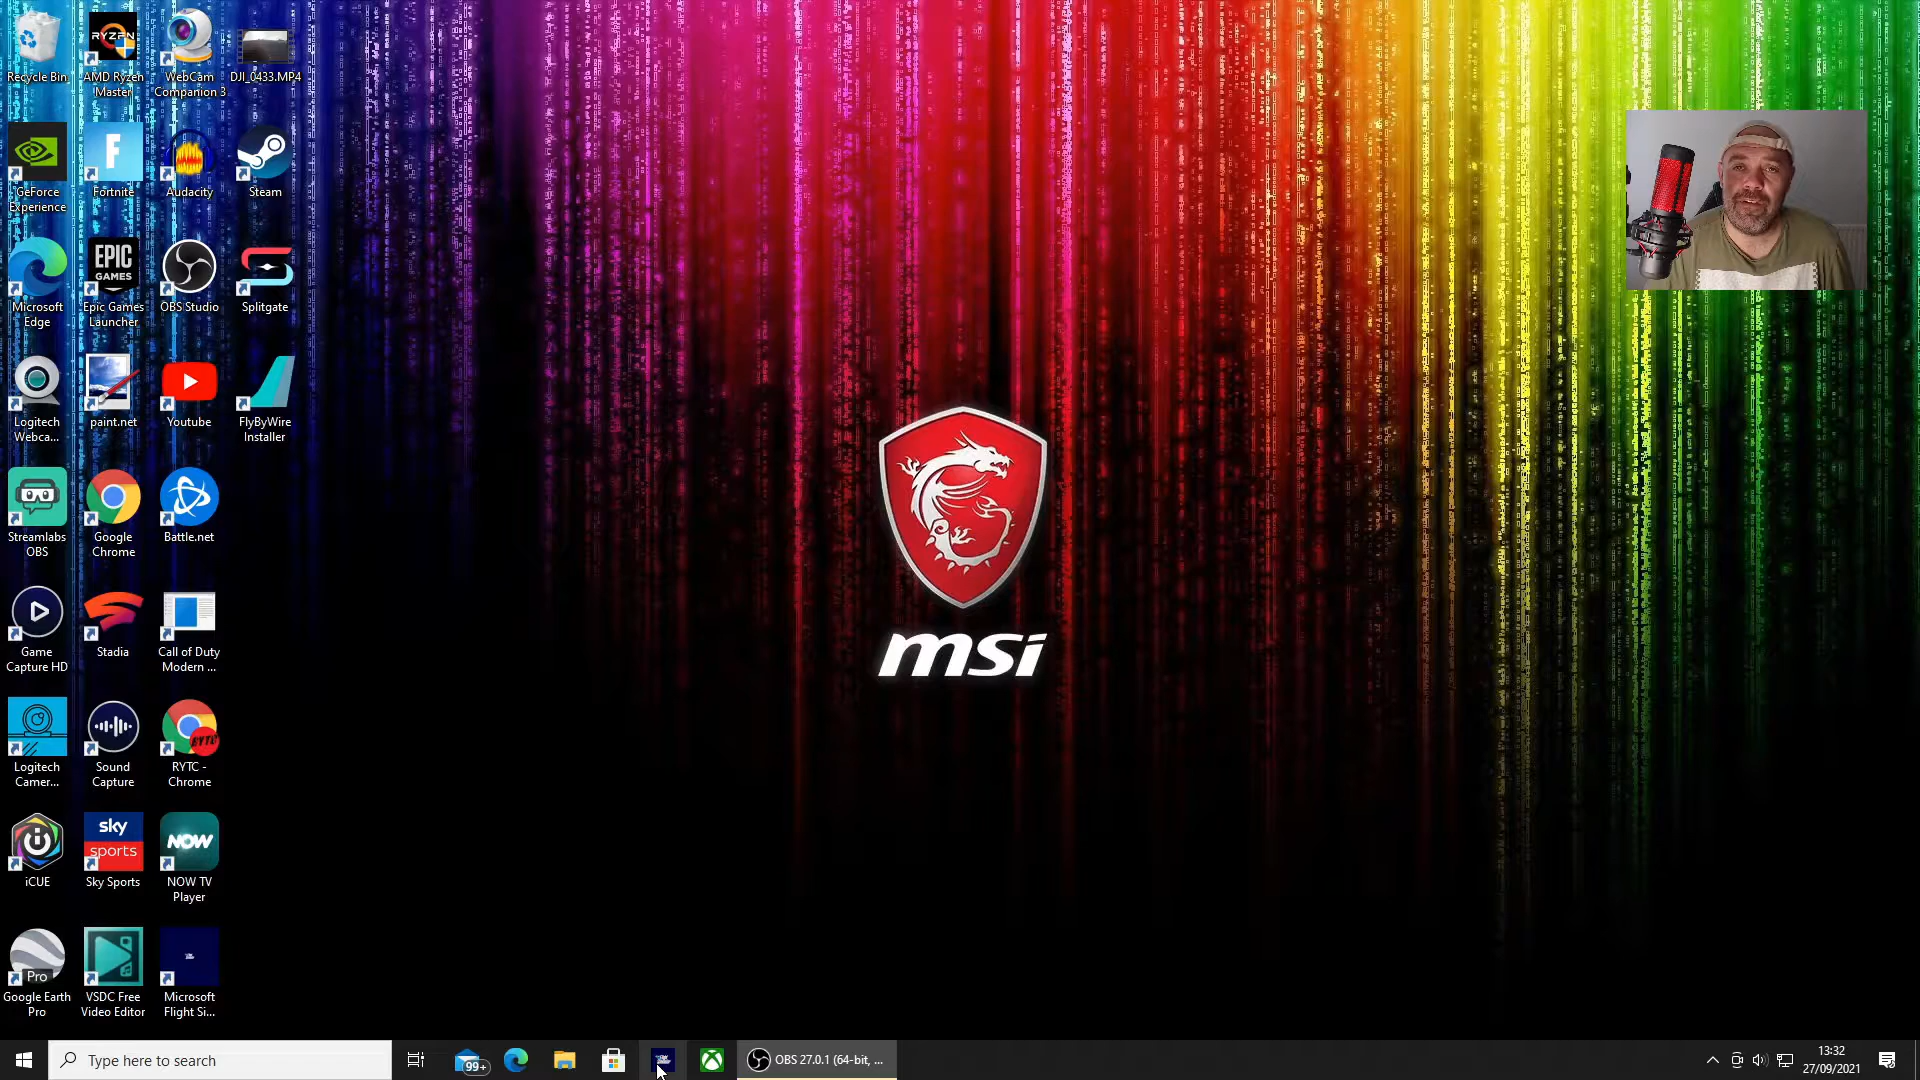 Recycle Bin
RYZEN
AMD Ryzen
Master
WebCam
Companion 3
DJI_0433.MP4
GeForce
Experience
F
Fortnite
Audacity
Steam
Microsoft
Edge
EPIC
GAMES
Epic Games
Launcher
OBS Studio
Splitgate
Logitech
Webca...
paint.net
Youtube
FlyByWire
Installer
Streamlabs
OBS
Google
Chrome
Battle.net
Game
Capture HD
Stadia
Call of Duty
Modern ...
Logitech
Camer...
Sound
Capture
RYTC
RYTC -
Chrome
iCUE
sky
sports
Sky Sports
NOW
NOW TV
Player
Pro
Google Earth
Pro
VSDC Free
Video Editor
Microsoft
Flight Si...
msi
Type here to search
99+
OBS 27.0.1 (64-bit, ...
13:32
27/09/2021